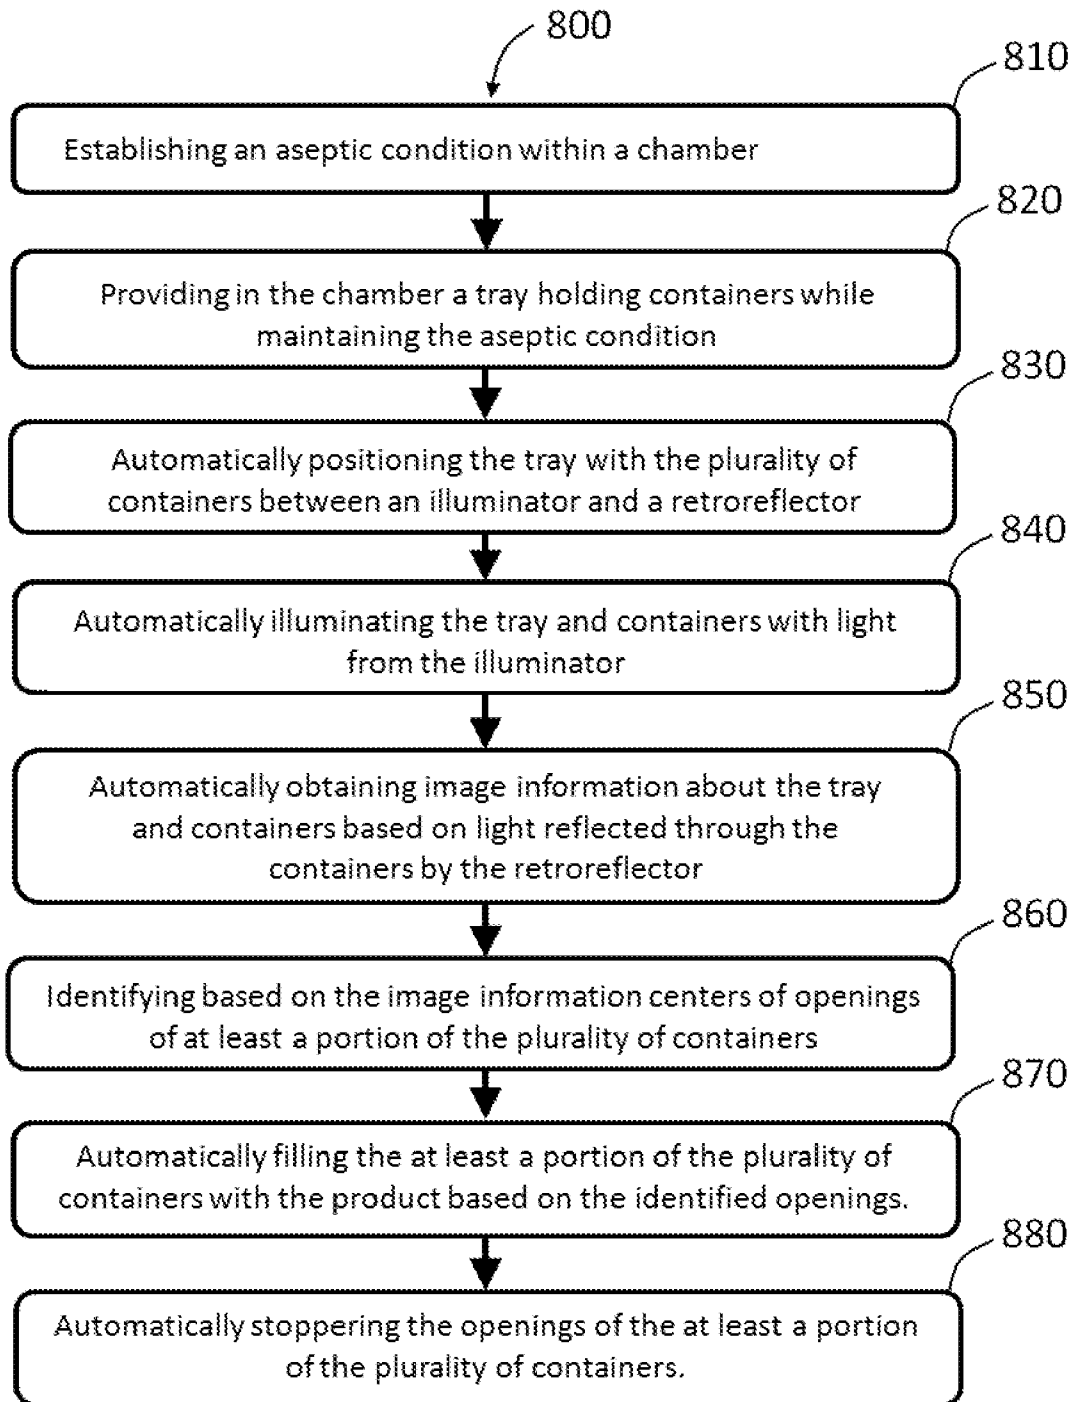 800
810
Establishing an aseptic condition within a chamber
820
Providing in the chamber a tray holding containers while
maintaining the aseptic condition
830
Automatically positioning the tray with the plurality of
containers between an illuminator and a retroreflector
840
Automatically illuminating the tray and containers with light
from the illuminator
850
Automatically obtaining image information about the tray
and containers based on light reflected through the
containers by the retroreflector
860
Identifying based on the image information centers of openings
of at least a portion of the plurality of containers
870
Automatically filling the at least a portion of the plurality of
containers with the product based on the identified openings.
880
Automatically stoppering the openings of the at least a portion
of the plurality of containers.